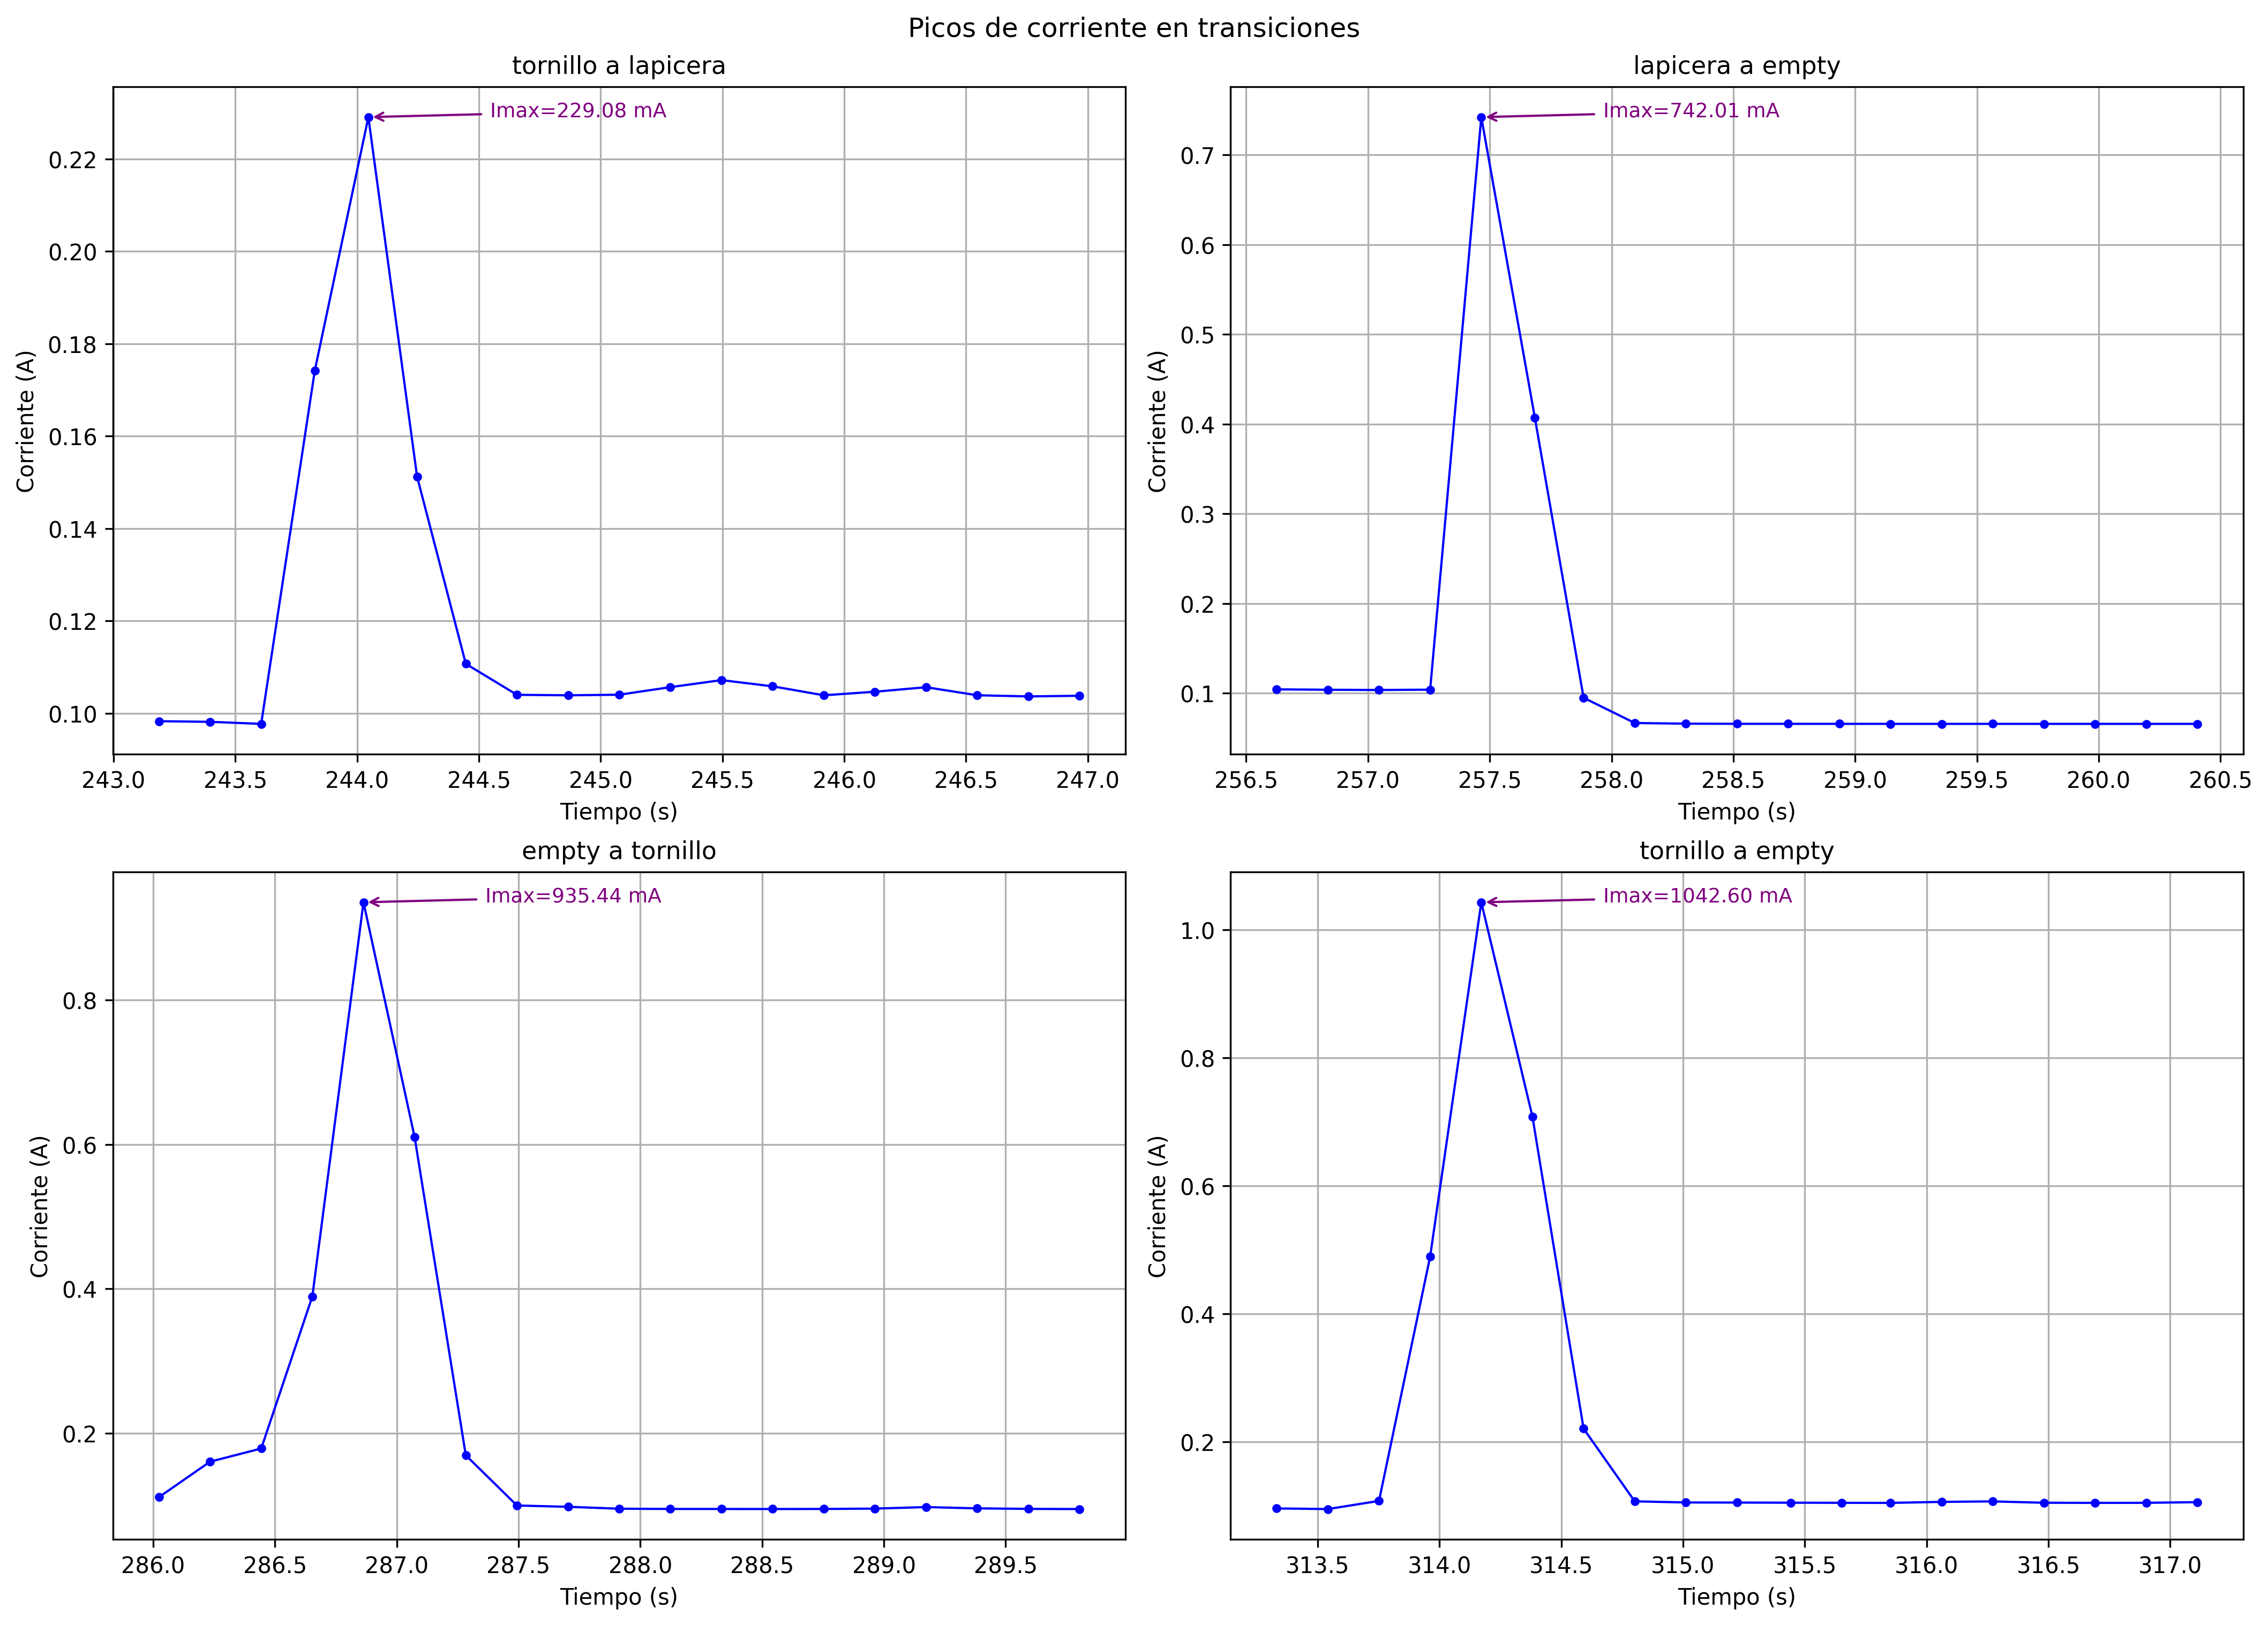 Picos de corriente en transiciones
tornillo a lapicera
Imax=229.08 mA
Corriente (A)
0.22
0.20
0.18
0.16
0.14
0.12
0.10
243.0 243.5 244.0 244.5 245.0 245.5 246.0 246.5 247.0
Tiempo (s)
lapicera a empty
Imax=742.01 mA
Corriente (A)
0.7
0.6
0.5
0.4
0.3
0.2
0.1
256.5 257.0 257.5 258.0 258.5 259.0 259.5 260.0 260.5
Tiempo (s)
empty a tornillo
Imax=935.44 mA
Corriente (A)
0.8
0.6
0.4
0.2
286.0 286.5 287.0 287.5 288.0 288.5 289.0 289.5
Tiempo (s)
tornillo a empty
Imax=1042.60 mA
Corriente (A)
1.0
0.8
0.6
0.4
0.2
313.5 314.0 314.5 315.0 315.5 316.0 316.5 317.0
Tiempo (s)